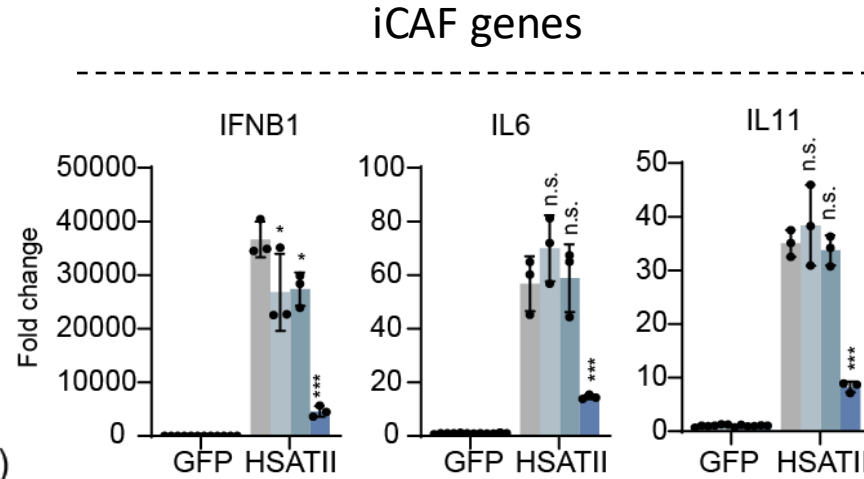 iCAF genes
IFNB1
Fold change
50000
40000
30000
20000
10000
0
*
*
***
GFP HSATII
IL6
100
80
60
40
20
0
n.s.
n.s.
***
GFP HSATII
IL11
50
40
30
20
10
0
n.s.
n.s.
***
GFP HSATII
)